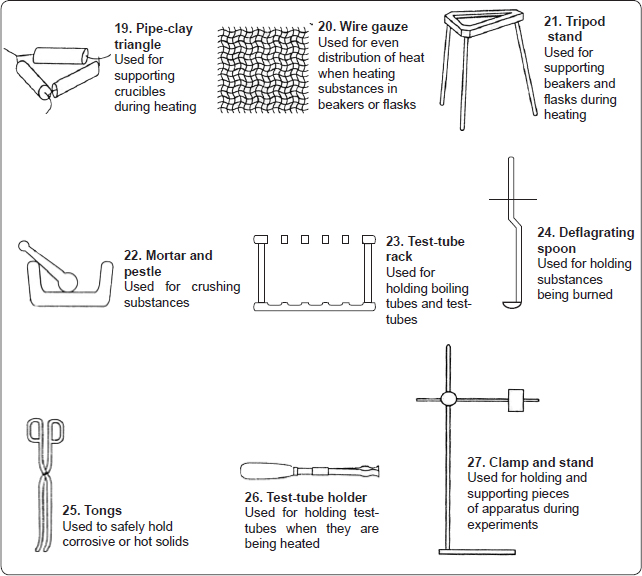 19. Pipe-clay
triangle
Used for
supporting
crucibles
during heating
20. Wire gauze
Used for even
distribution of heat
when heating
substances in
beakers or flasks
21. Tripod
stand
Used for
supporting
beakers and
flasks during
heating
22. Mortar and
pestle
Used for crushing
substances
23. Test-tube
rack
Used for
holding boiling
tubes and test-
tubes
24. Deflagrating
spoon
Used for holding
substances
being burned
25. Tongs
Used to safely hold
corrosive or hot solids
26. Test-tube holder
Used for holding test-
tubes when they are
being heated
27. Clamp and stand
Used for holding and
supporting pieces
of apparatus during
experiments